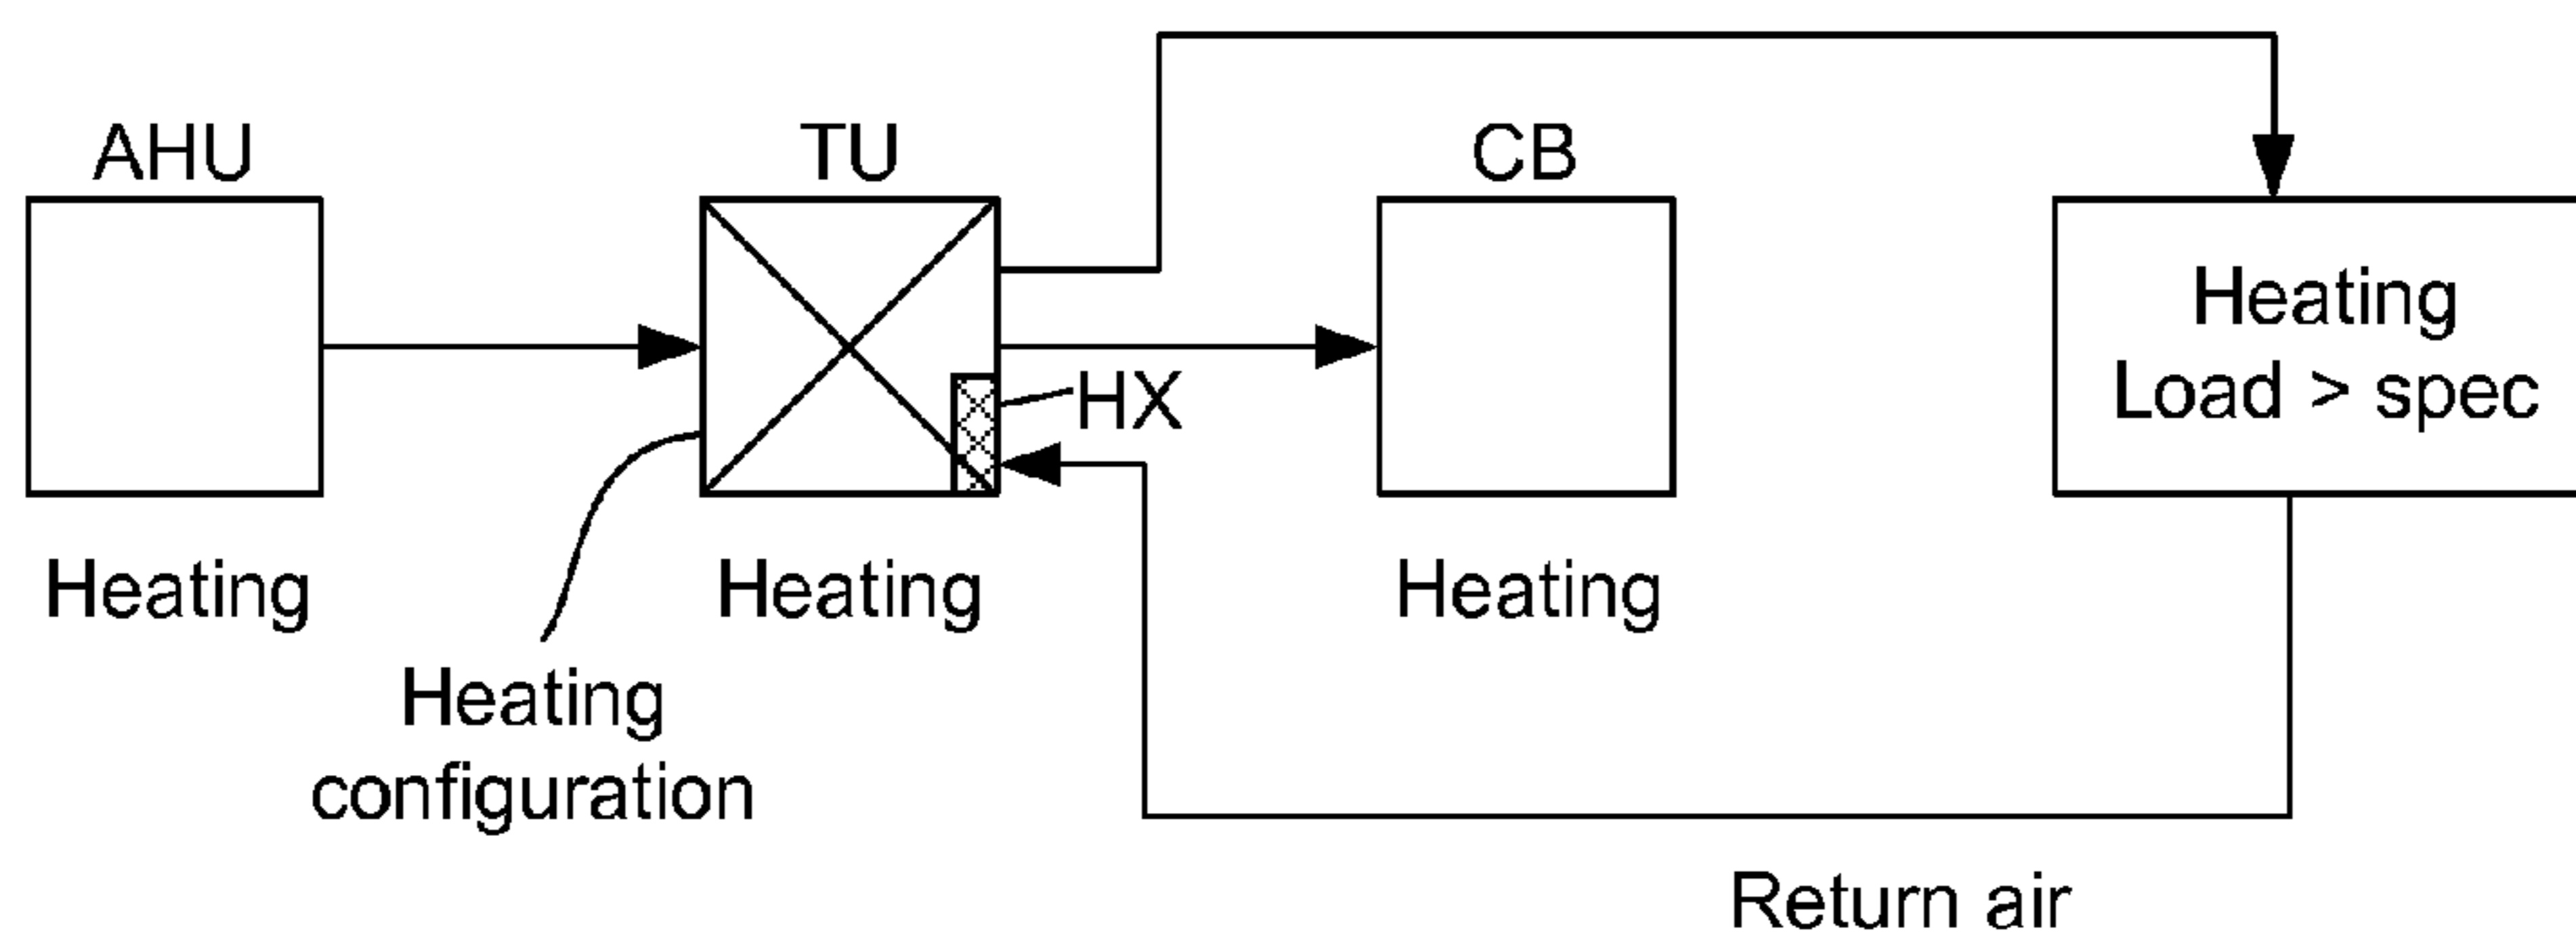 AHU
TU
CB
Heating
Load > spec
HX
Heating
Heating
Heating
Heating
configuration
Return air